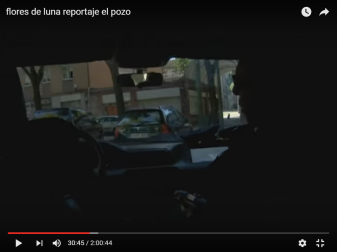 flores de luna reportaje el pozo
30:45 / 2:00:44